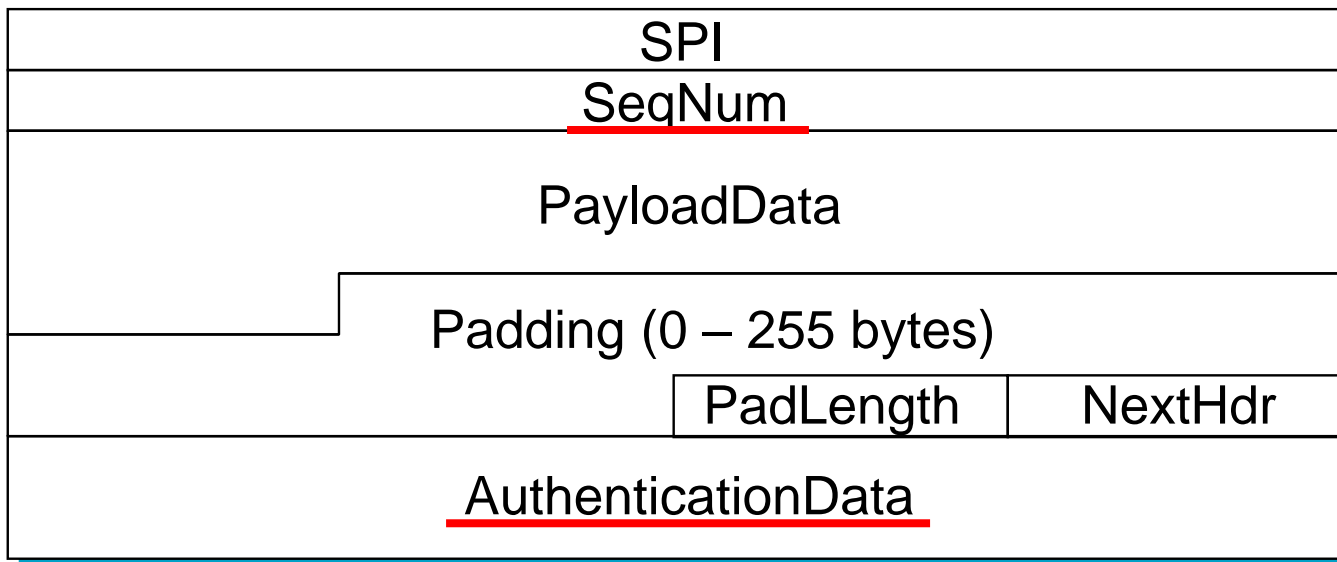 SPI
SeqNum
PayloadData
Padding (0 – 255 bytes)
PadLength NextHdr
AuthenticationData